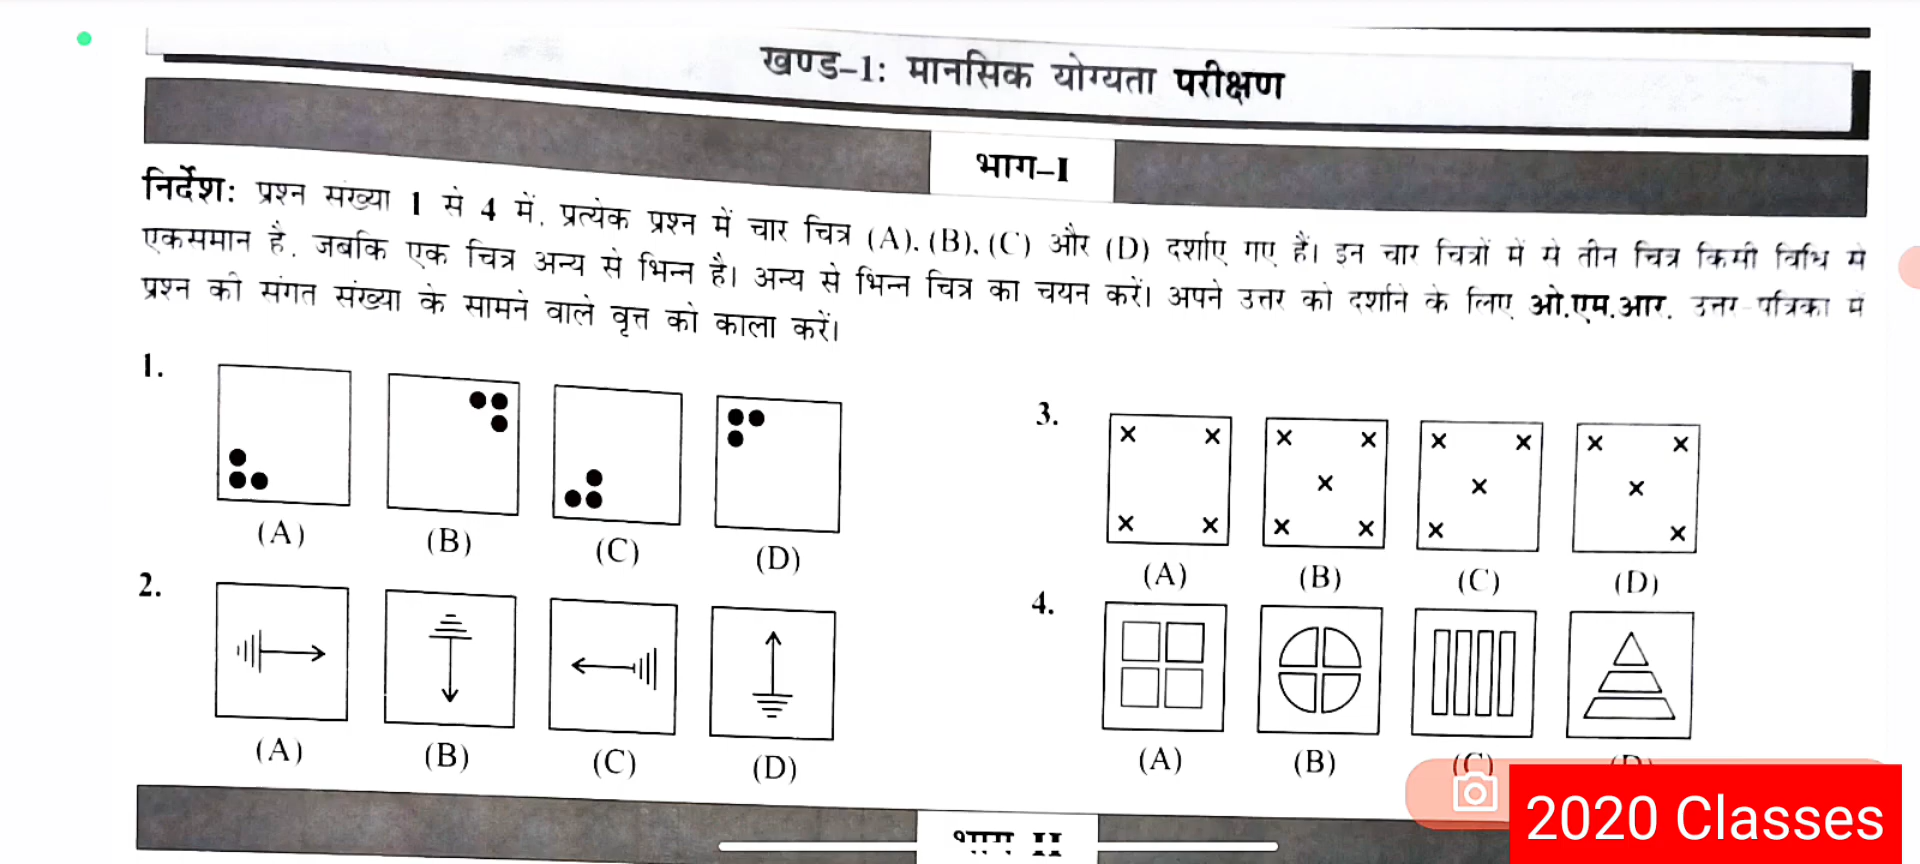 खण्ड–1: मानसिक योग्यता परीक्षण
भाग–I
निर्देश: प्रश्न संख्या 1 से 4 में, प्रत्येक प्रश्न में चार चित्र (A), (B), (C) और (D) दर्शाए गए हैं। इन चार चित्रों में से तीन चित्र किसी विधि से
एकसमान है, जबकि एक चित्र अन्य से भिन्न है। अन्य से भिन्न चित्र का चयन करें। अपने उत्तर को दर्शाने के लिए ओ.एम.आर. उत्तर-पत्रिका में
प्रश्न की संगत संख्या के सामने वाले वृत्त को काला करें।
1.
(A) (B) (C) (D)
2.
(A) (B) (C) (D)
3.
(A) (B) (C) (D)
4.
(A) (B) (C) (D)
भाग II
2020 Classes